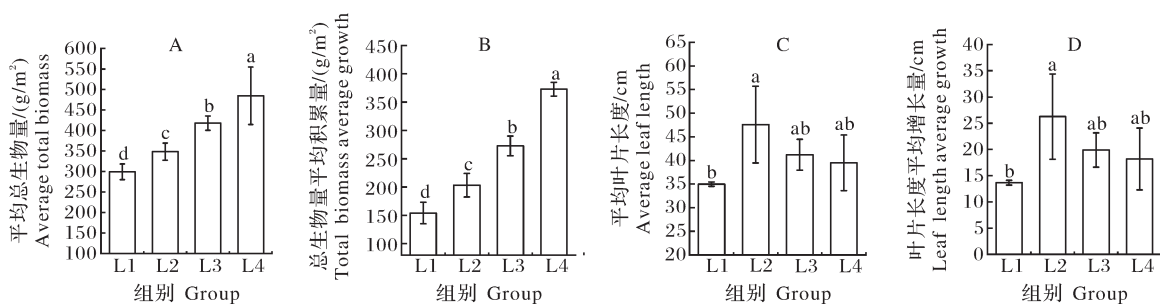 A
平均总生物量/(g/m²)
Average total biomass
600
550
500
450
400
350
300
250
200
150
100
d
c
b
a
L1 L2 L3 L4
组别 Group
B
总生物量平均积累量/(g/m²)
Total biomass average growth
450
400
350
300
250
200
150
100
d
c
b
a
L1 L2 L3 L4
组别 Group
C
平均叶片长度/cm
Average leaf length
65
60
55
50
45
40
35
30
25
20
b
a
ab
ab
L1 L2 L3 L4
组别 Group
D
叶片长度平均增长量/cm
Leaf length average growth
40
35
30
25
20
15
10
5
0
b
a
ab
ab
L1 L2 L3 L4
组别 Group